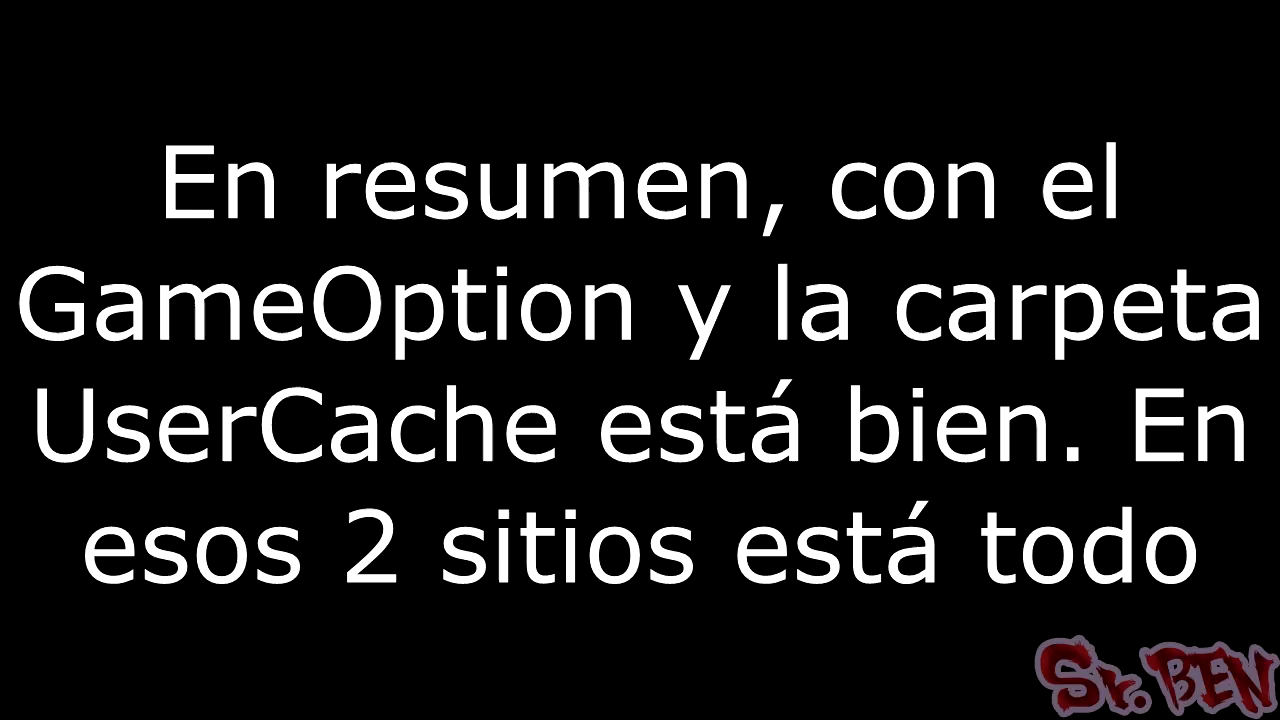 En resumen, con el
GameOption y la carpeta
UserCache está bien. En
esos 2 sitios está todo
Sr. BEN